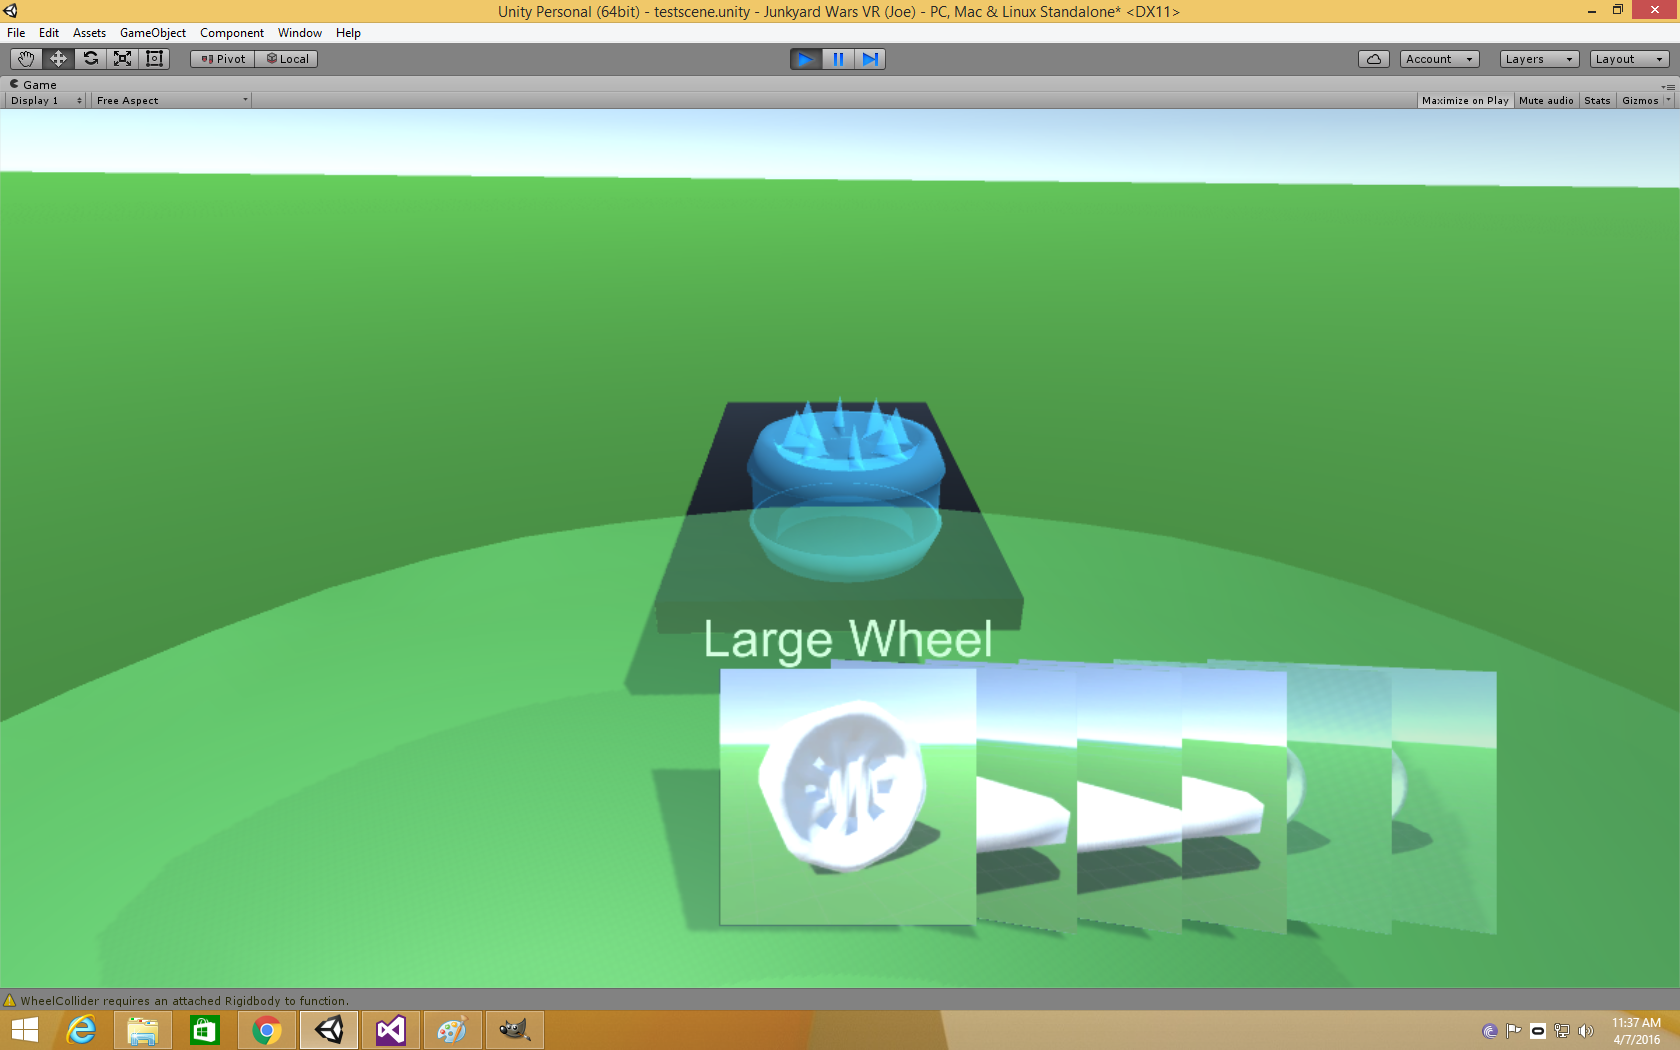 Unity Personal (64bit) - testscene.unity - Junkyard Wars VR (Joe) - PC, Mac & Linux Standalone* <DX11>
File Edit Assets GameObject Component Window Help
Pivot Local Account Layers Layout
Game
Display 1 Free Aspect Maximize on Play Mute audio Stats Gizmos
Large Wheel
WheelCollider requires an attached Rigidbody to function.
11:37 AM
4/7/2016